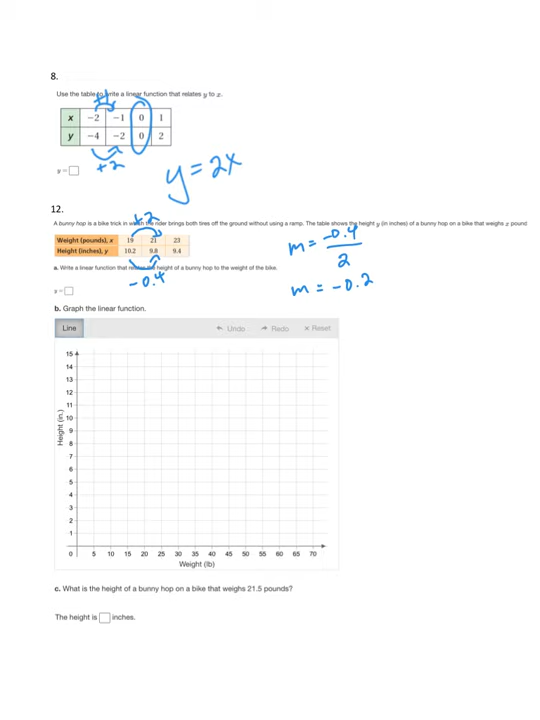 8.
Use the table to write a linear function that relates y to x.
+1
x −2 −1 0 1
y −4 −2 0 2
+2
y =
y = 2x
12.
+2
A bunny hop is a bike trick in which the rider brings both tires off the ground without using a ramp. The table shows the height y (in inches) of a bunny hop on a bike that weighs x pound
Weight (pounds), x 19 21 23
Height (inches), y 10.2 9.8 9.4
m = −0.4
2
a. Write a linear function that relates the height of a bunny hop to the weight of the bike.
−0.4
m = −0.2
y =
b. Graph the linear function.
Line Undo Redo × Reset
15
14
13
12
11
10
9
8
7
6
5
4
3
2
1
Height (in.)
0 5 10 15 20 25 30 35 40 45 50 55 60 65 70
Weight (lb)
c. What is the height of a bunny hop on a bike that weighs 21.5 pounds?
The height is inches.